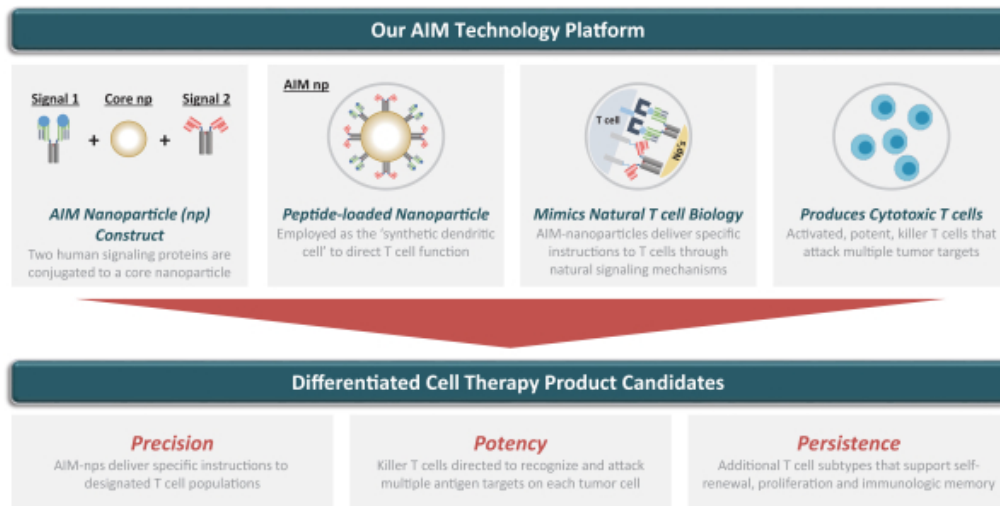 Our AIM Technology Platform
Signal 1
Core np
Signal 2
+
+
AIM Nanoparticle (np)
Construct
Two human signaling proteins are
conjugated to a core nanoparticle
AIM np
Peptide-loaded Nanoparticle
Employed as the 'synthetic dendritic
cell' to direct T cell function
T cell
Np's
Mimics Natural T cell Biology
AIM-nanoparticles deliver specific
instructions to T cells through
natural signaling mechanisms
Produces Cytotoxic T cells
Activated, potent, killer T cells that
attack multiple tumor targets
Differentiated Cell Therapy Product Candidates
Precision
AIM-nps deliver specific instructions to
designated T cell populations
Potency
Killer T cells directed to recognize and attack
multiple antigen targets on each tumor cell
Persistence
Additional T cell subtypes that support self-
renewal, proliferation and immunologic memory